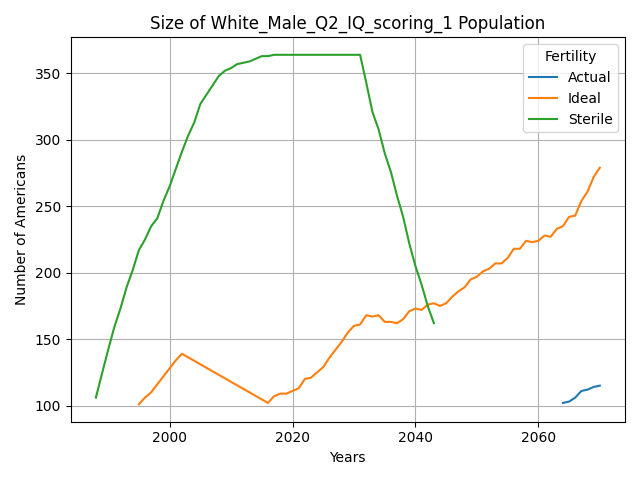 Size of White_Male_Q2_IQ_scoring_1 Population
Fertility
Actual
Ideal
Sterile
Number of Americans
350
300
250
200
150
100
2000
2020
2040
2060
Years